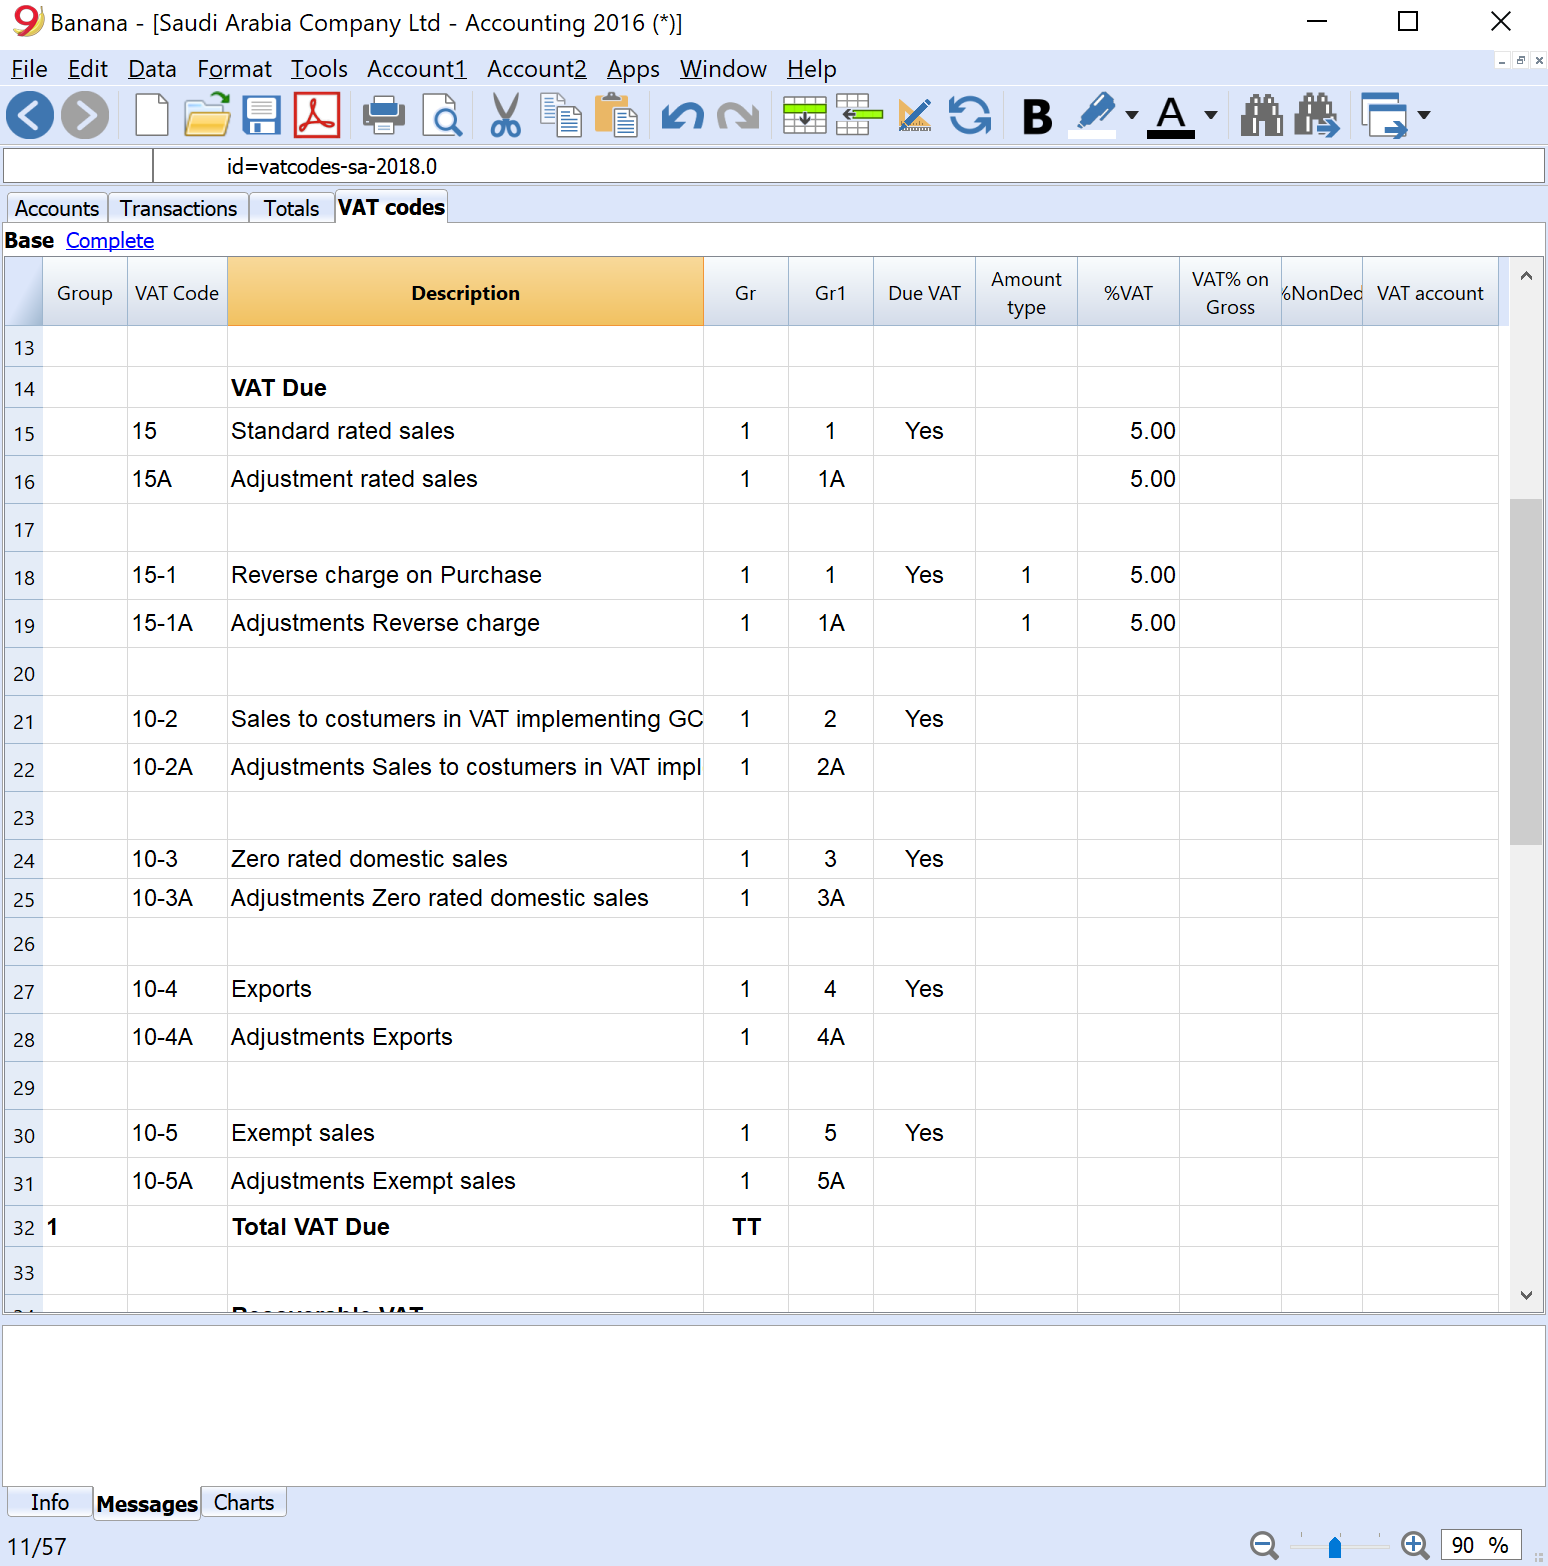 Banana - [Saudi Arabia Company Ltd - Accounting 2016 (*)]
File Edit Data Format Tools Account1 Account2 Apps Window Help
B A
id=vatcodes-sa-2018.0
Accounts Transactions Totals VAT codes
Base Complete
Group VAT Code Description Gr Gr1 Due VAT Amount type %VAT VAT% on Gross %NonDed VAT account
13
14 VAT Due
15 15 Standard rated sales 1 1 Yes 5.00
16 15A Adjustment rated sales 1 1A 5.00
17
18 15-1 Reverse charge on Purchase 1 1 Yes 1 5.00
19 15-1A Adjustments Reverse charge 1 1A 1 5.00
20
21 10-2 Sales to costumers in VAT implementing GC 1 2 Yes
22 10-2A Adjustments Sales to costumers in VAT impl 1 2A
23
24 10-3 Zero rated domestic sales 1 3 Yes
25 10-3A Adjustments Zero rated domestic sales 1 3A
26
27 10-4 Exports 1 4 Yes
28 10-4A Adjustments Exports 1 4A
29
30 10-5 Exempt sales 1 5 Yes
31 10-5A Adjustments Exempt sales 1 5A
32 1 Total VAT Due TT
33
34 Recoverable VAT
Info Messages Charts
11/57 90 %